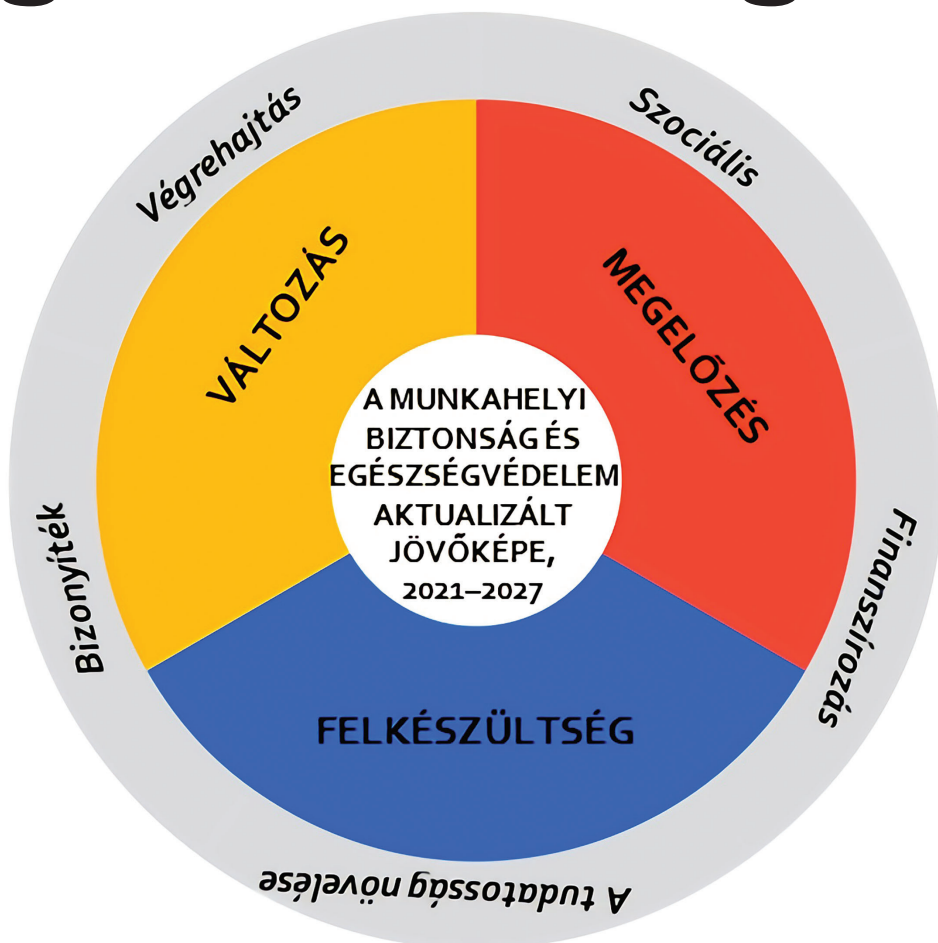 Végrehajtás
Szociális
VÁLTOZÁS
MEGELŐZÉS
A MUNKAHELYI
BIZTONSÁG ÉS
EGÉSZSÉGVÉDELEM
AKTUALIZÁLT
JÖVŐKÉPE,
2021–2027
Bizonyíték
Finanszírozás
FELKÉSZÜLTSÉG
A tudatosság növelése